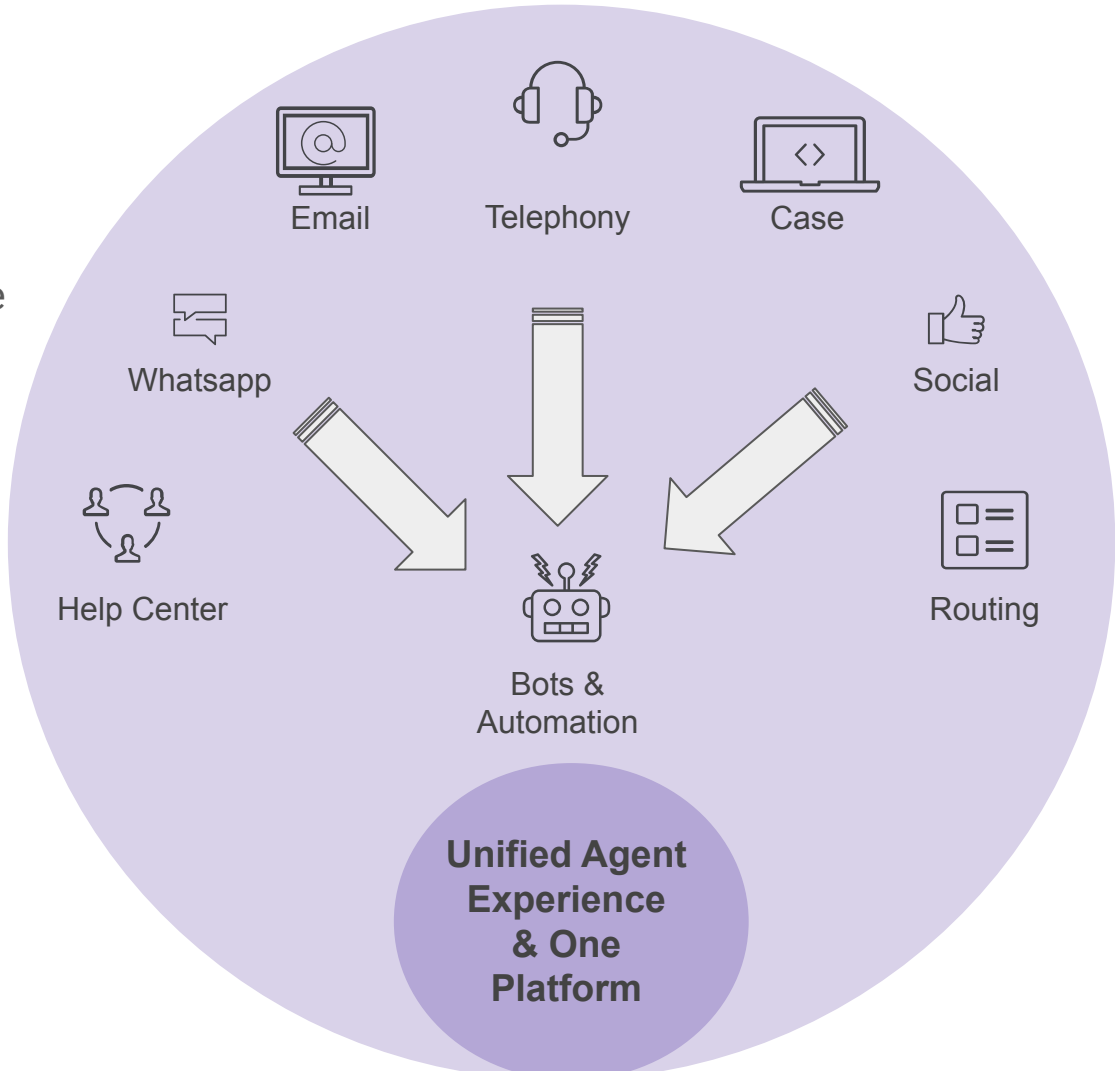 Email
Telephony
Case
e
Whatsapp
Social
Help Center
Routing
Bots &
Automation
Unified Agent
Experience
& One
Platform